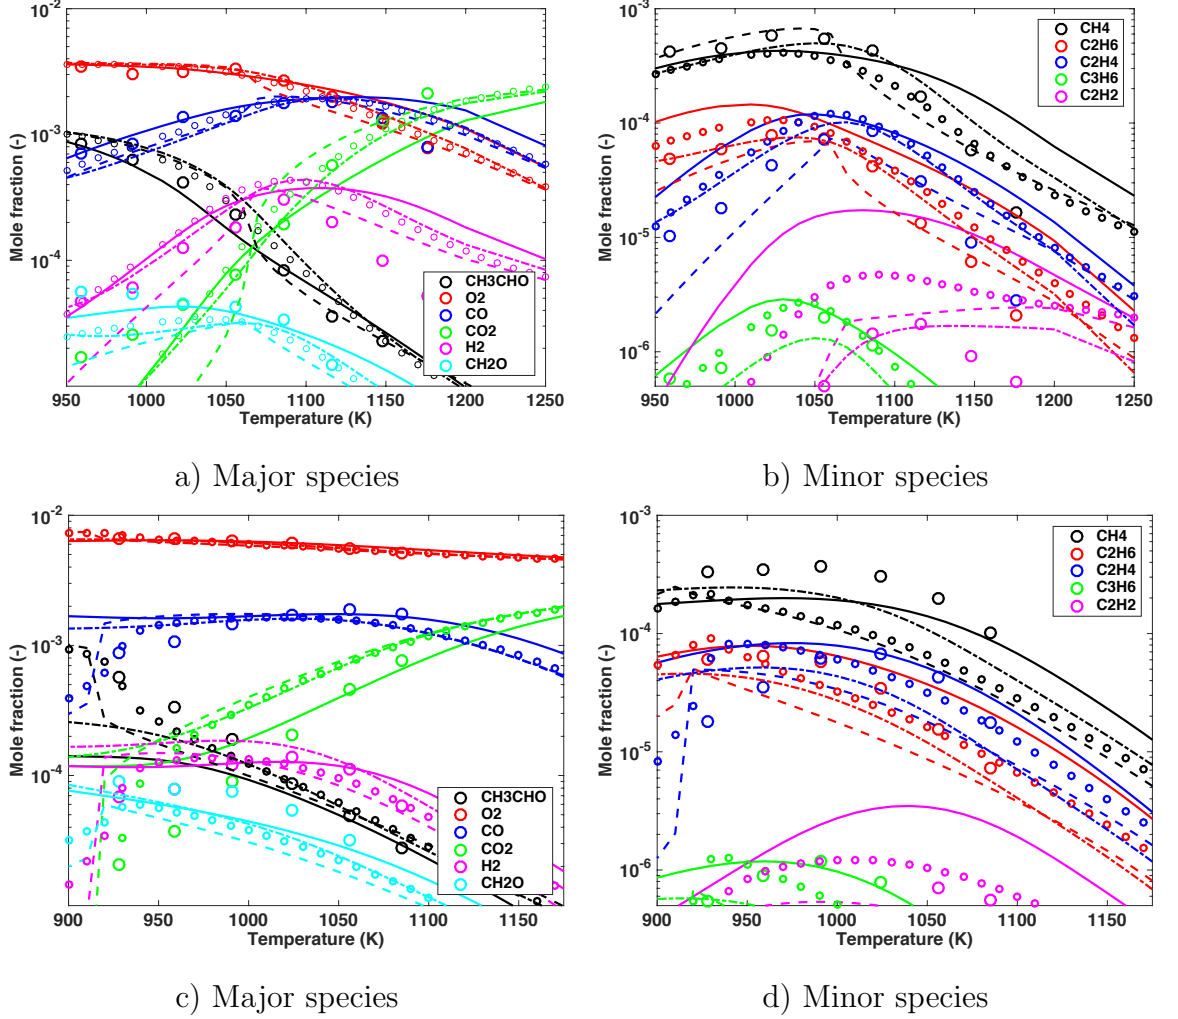 10^-2
10^-3
10^-4
Mole fraction (-)
950 1000 1050 1100 1150 1200 1250
Temperature (K)
CH3CHO
O2
CO
CO2
H2
CH2O
a) Major species
10^-3
10^-4
10^-5
10^-6
Mole fraction (-)
950 1000 1050 1100 1150 1200 1250
Temperature (K)
CH4
C2H6
C2H4
C3H6
C2H2
b) Minor species
10^-2
10^-3
10^-4
Mole fraction (-)
900 950 1000 1050 1100 1150
Temperature (K)
CH3CHO
O2
CO
CO2
H2
CH2O
c) Major species
10^-3
10^-4
10^-5
10^-6
Mole fraction (-)
900 950 1000 1050 1100 1150
Temperature (K)
CH4
C2H6
C2H4
C3H6
C2H2
d) Minor species